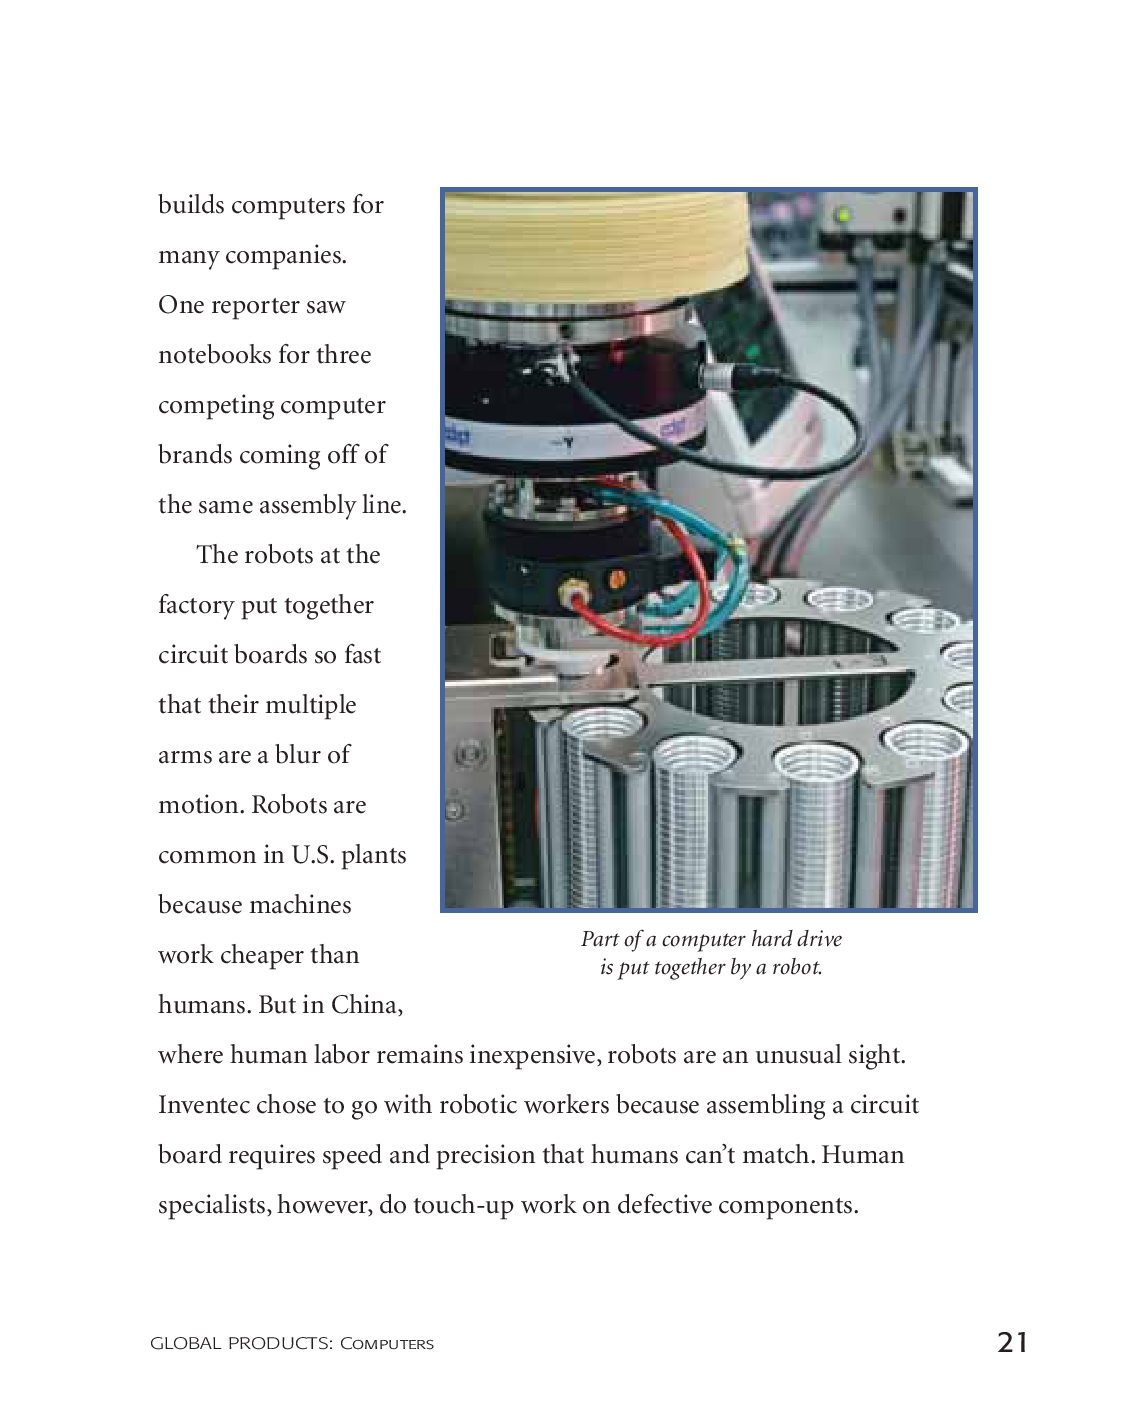 builds computers for
many companies.
One reporter saw
notebooks for three
competing computer
brands coming off of
the same assembly line.
The robots at the
factory put together
circuit boards so fast
that their multiple
arms are a blur of
motion. Robots are
common in U.S. plants
because machines
work cheaper than
humans. But in China,
where human labor remains inexpensive, robots are an unusual sight.
Inventec chose to go with robotic workers because assembling a circuit
board requires speed and precision that humans can’t match. Human
specialists, however, do touch-up work on defective components.
Part of a computer hard drive
is put together by a robot.
GLOBAL PRODUCTS: COMPUTERS
21